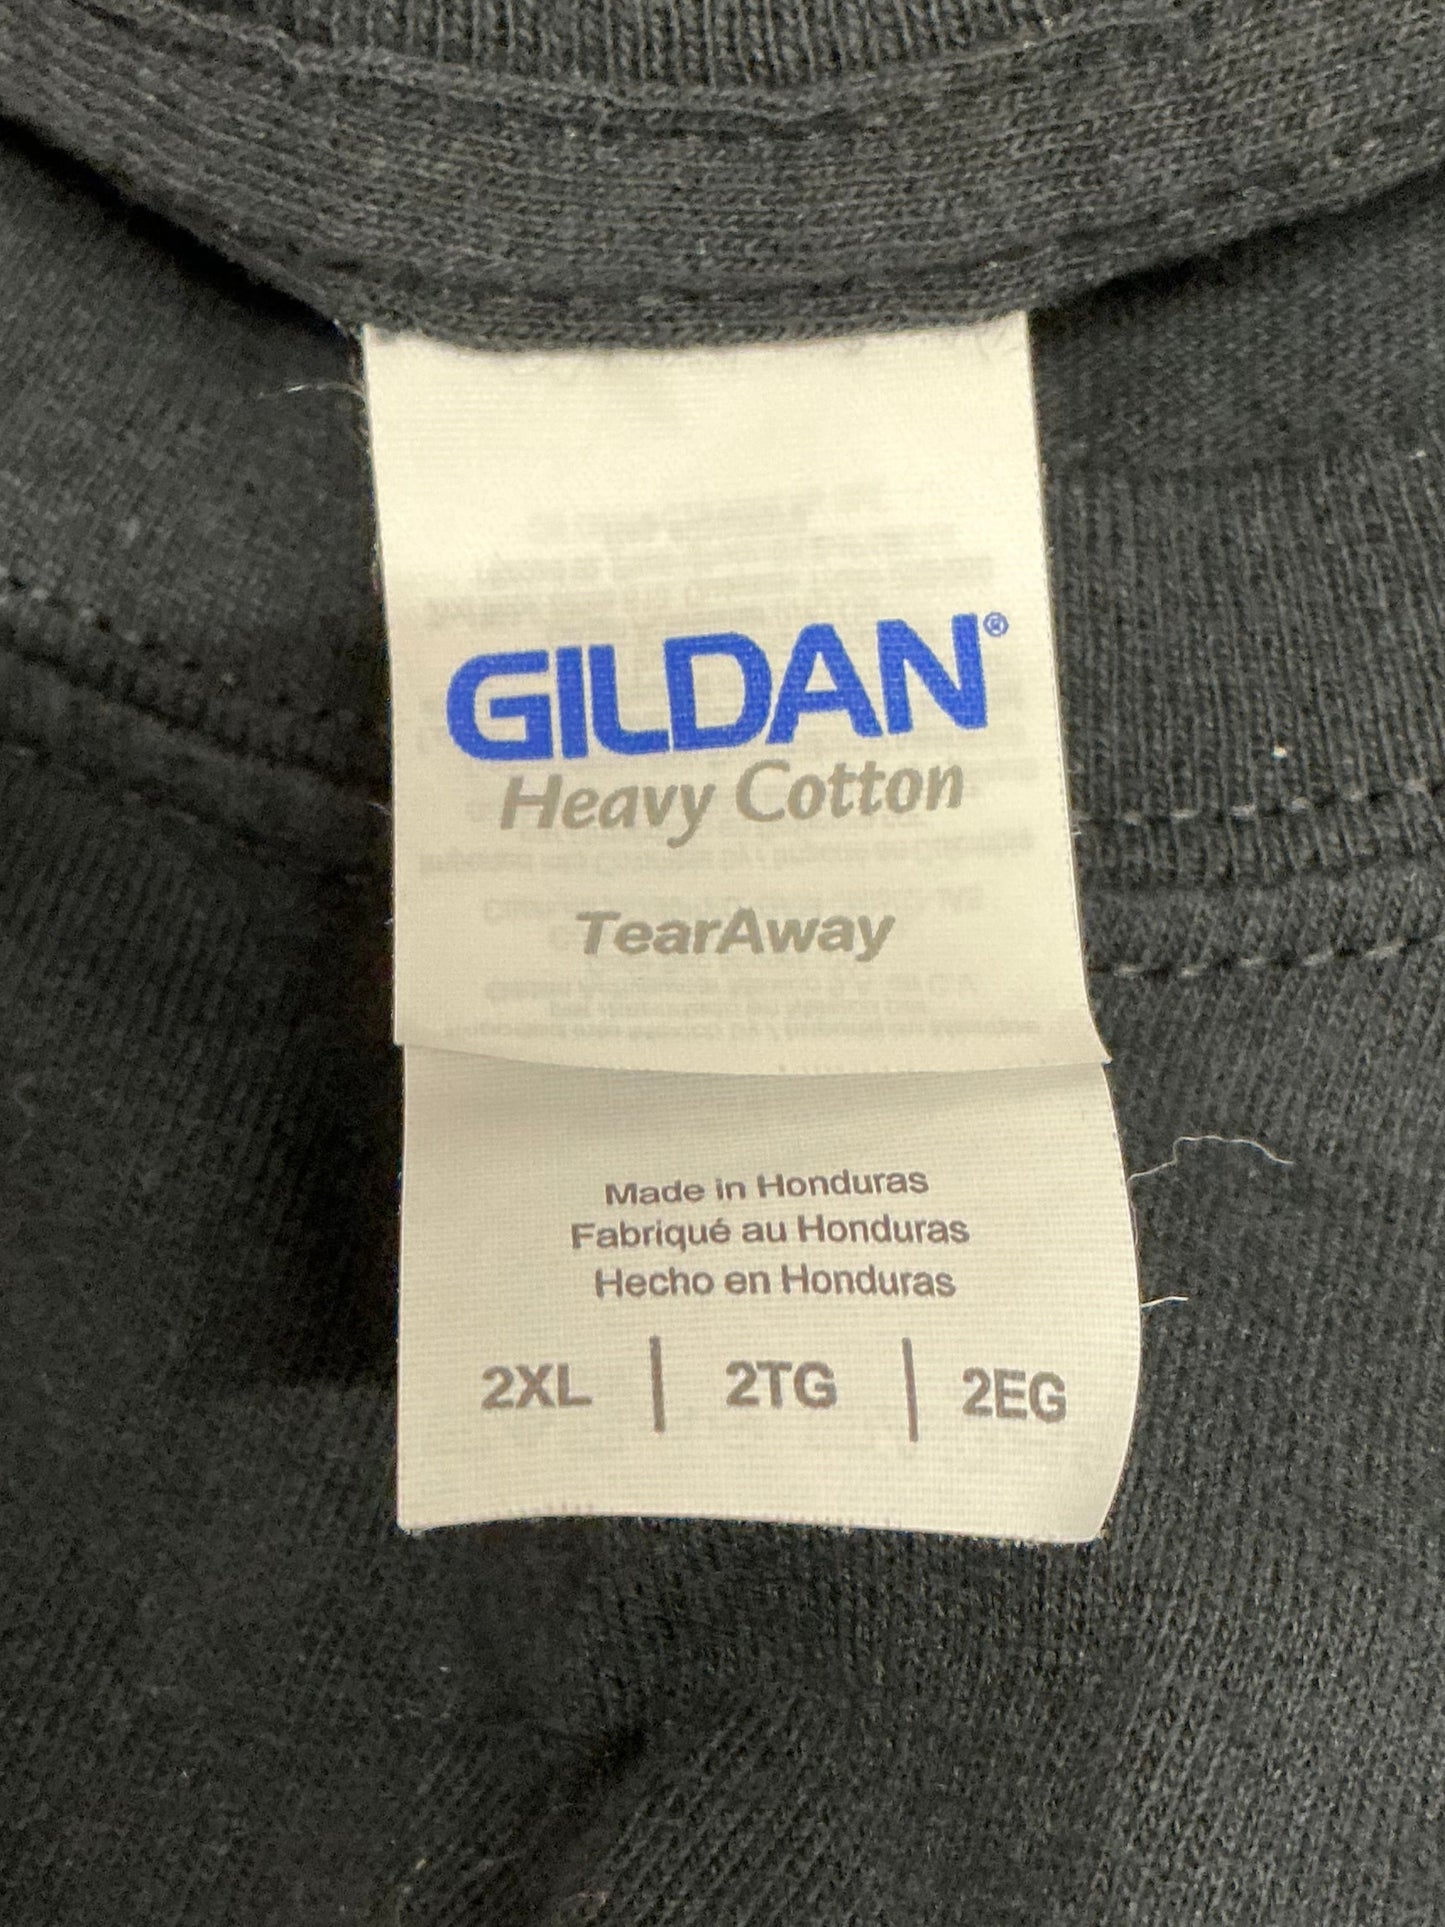 GILDAN®
Heavy Cotton
TearAway
Made in Honduras
Fabriqué au Honduras
Hecho en Honduras
2XL | 2TG | 2EG